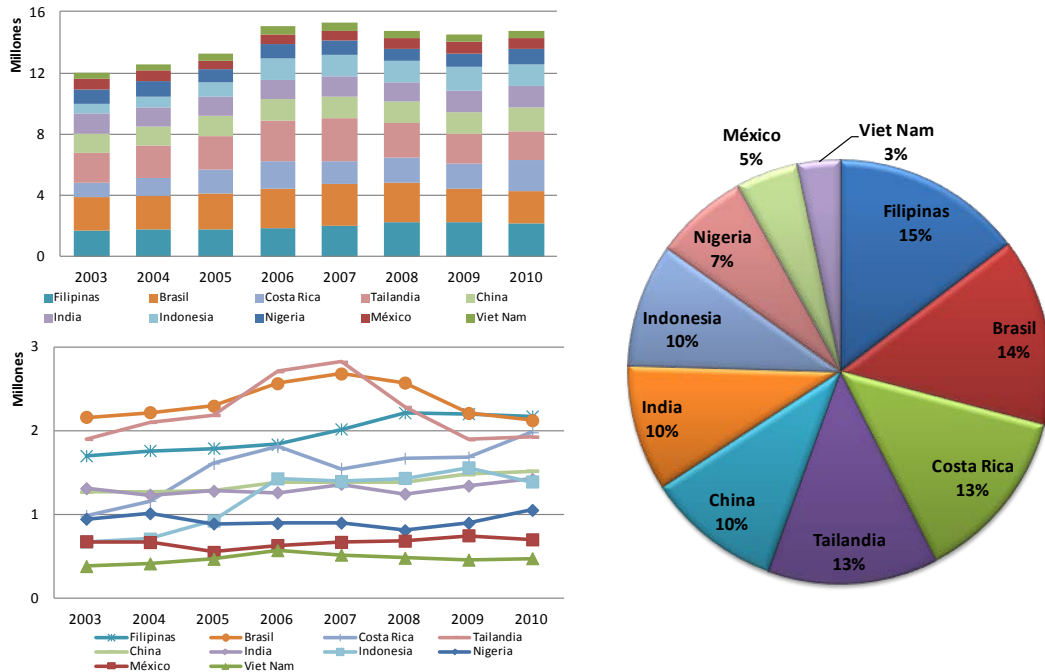 Millones
16
12
8
4
0
2003 2004 2005 2006 2007 2008 2009 2010
Filipinas Brasil Costa Rica Tailandia China
India Indonesia Nigeria México Viet Nam
Millones
3
2
1
0
2003 2004 2005 2006 2007 2008 2009 2010
Filipinas Brasil Costa Rica Tailandia
China India Indonesia Nigeria
México Viet Nam
Viet Nam
3%
México
5%
Filipinas
15%
Nigeria
7%
Brasil
14%
Indonesia
10%
India
10%
Costa Rica
13%
China
10%
Tailandia
13%